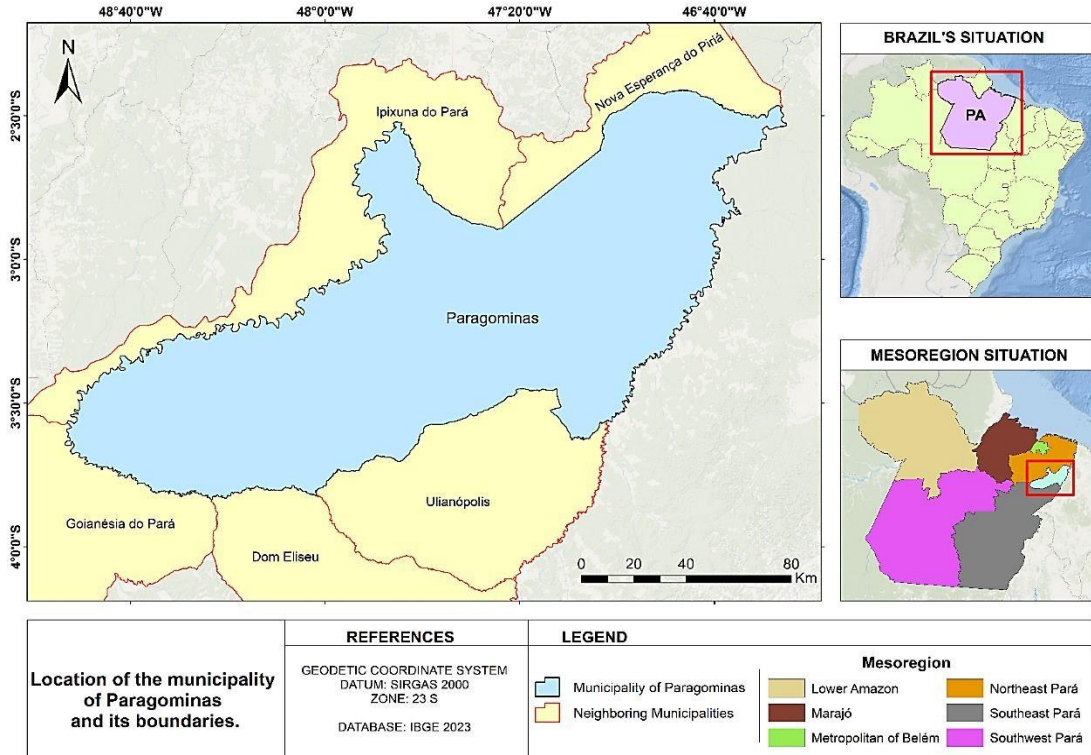 48°40'0"W
48°0'0"W
47°20'0"W
46°40'0"W
N
2°30'0"S
3°0'0"S
3°30'0"S
4°0'0"S
Ipixuna do Pará
Nova Esperança do Piriá
Paragominas
Goianésia do Pará
Dom Eliseu
Ulianópolis
0 20 40 60 80
Km
BRAZIL'S SITUATION
PA
MESOREGION SITUATION
Location of the municipality
of Paragominas
and its boundaries.
REFERENCES
GEODETIC COORDINATE SYSTEM
DATUM: SIRGAS 2000
ZONE: 23 S
DATABASE: IBGE 2023
LEGEND
Municipality of Paragominas
Neighboring Municipalities
Mesoregion
Lower Amazon
Marajó
Metropolitan of Belém
Northeast Pará
Southeast Pará
Southwest Pará